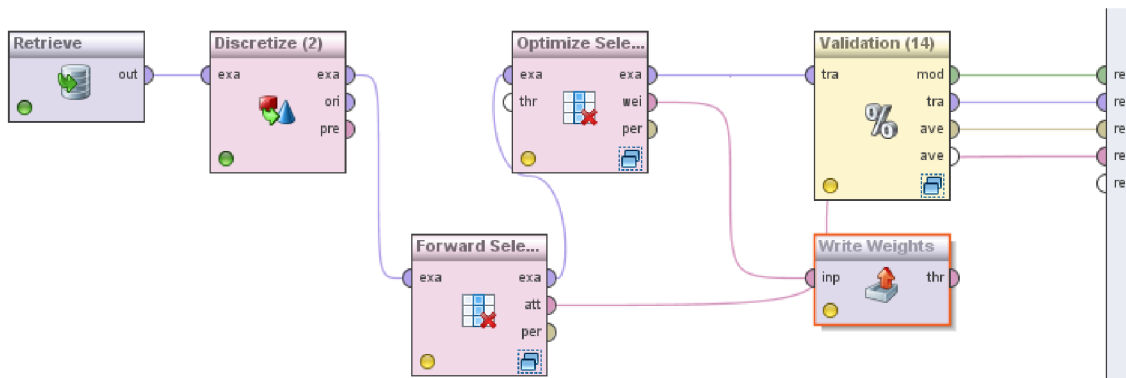 Retrieve
out
Discretize (2)
exa
exa
ori
pre
Optimize Sele...
exa
exa
thr
wei
per
Validation (14)
tra
mod
tra
ave
ave
re
re
re
re
re
Forward Sele...
exa
exa
att
per
Write Weights
inp
thr
%